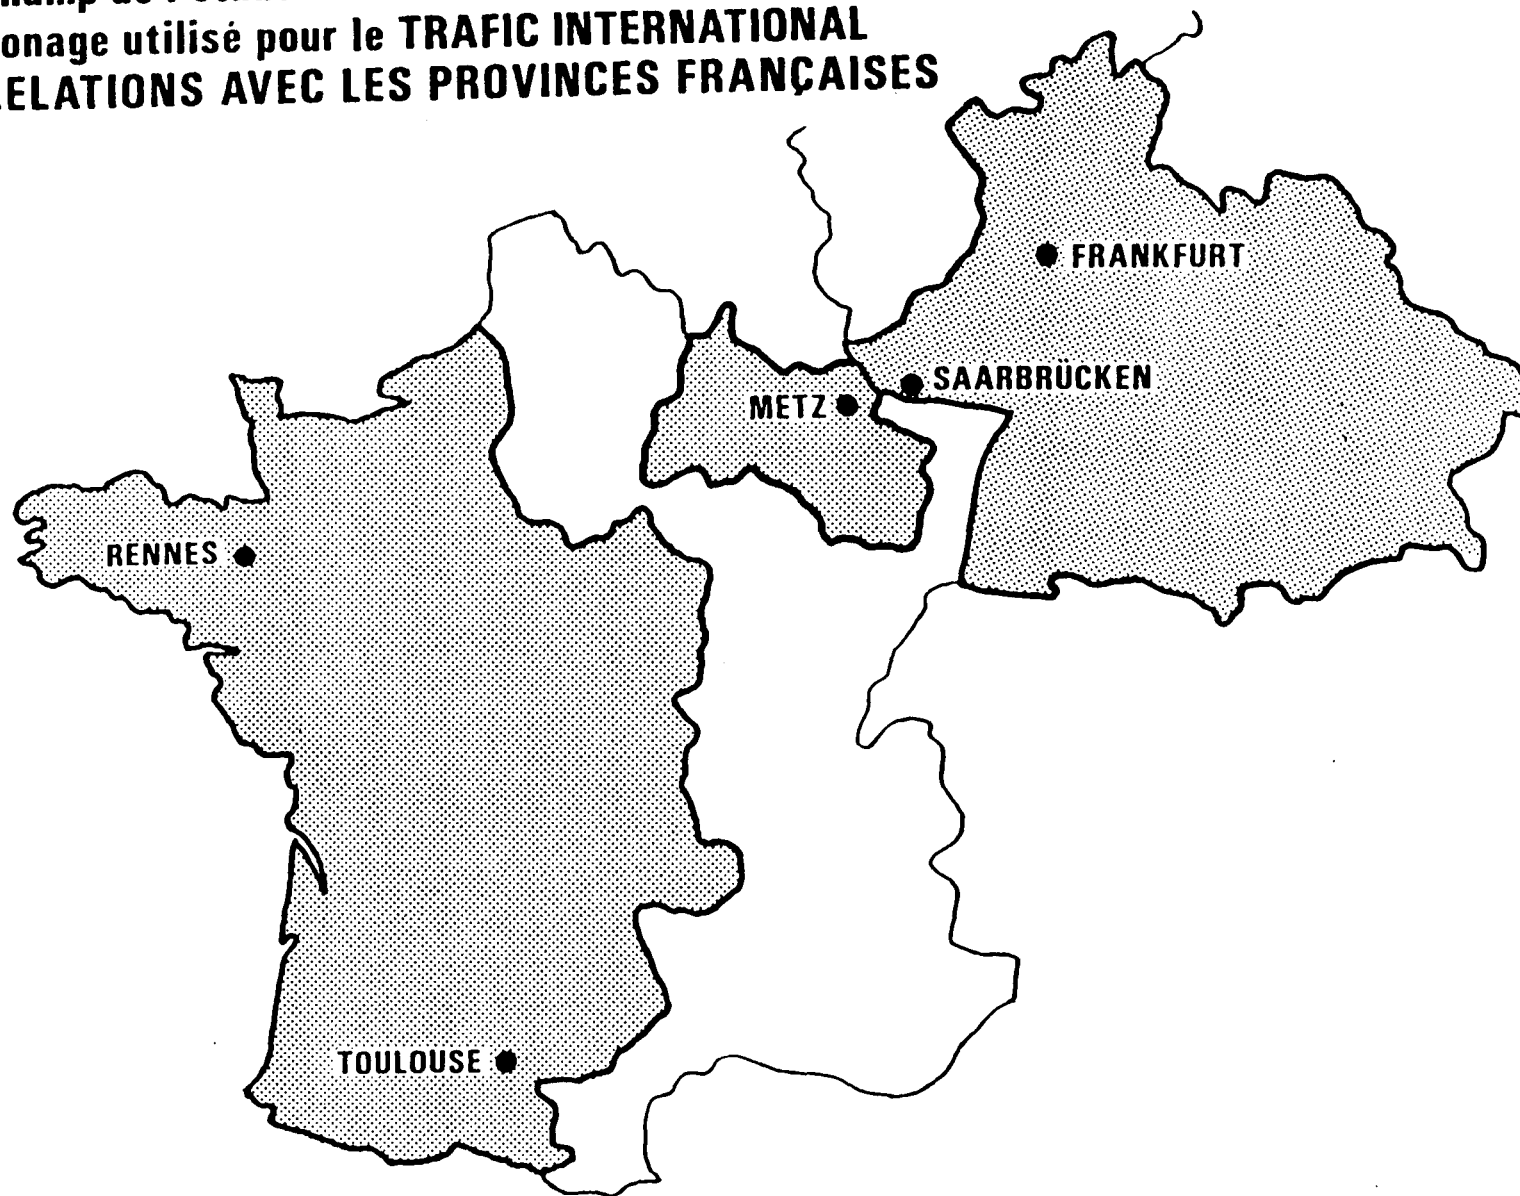 onage utilisé pour le TRAFIC INTERNATIONAL
ELATIONS AVEC LES PROVINCES FRANÇAISES
FRANKFURT
SAARBRÜCKEN
METZ
RENNES
TOULOUSE